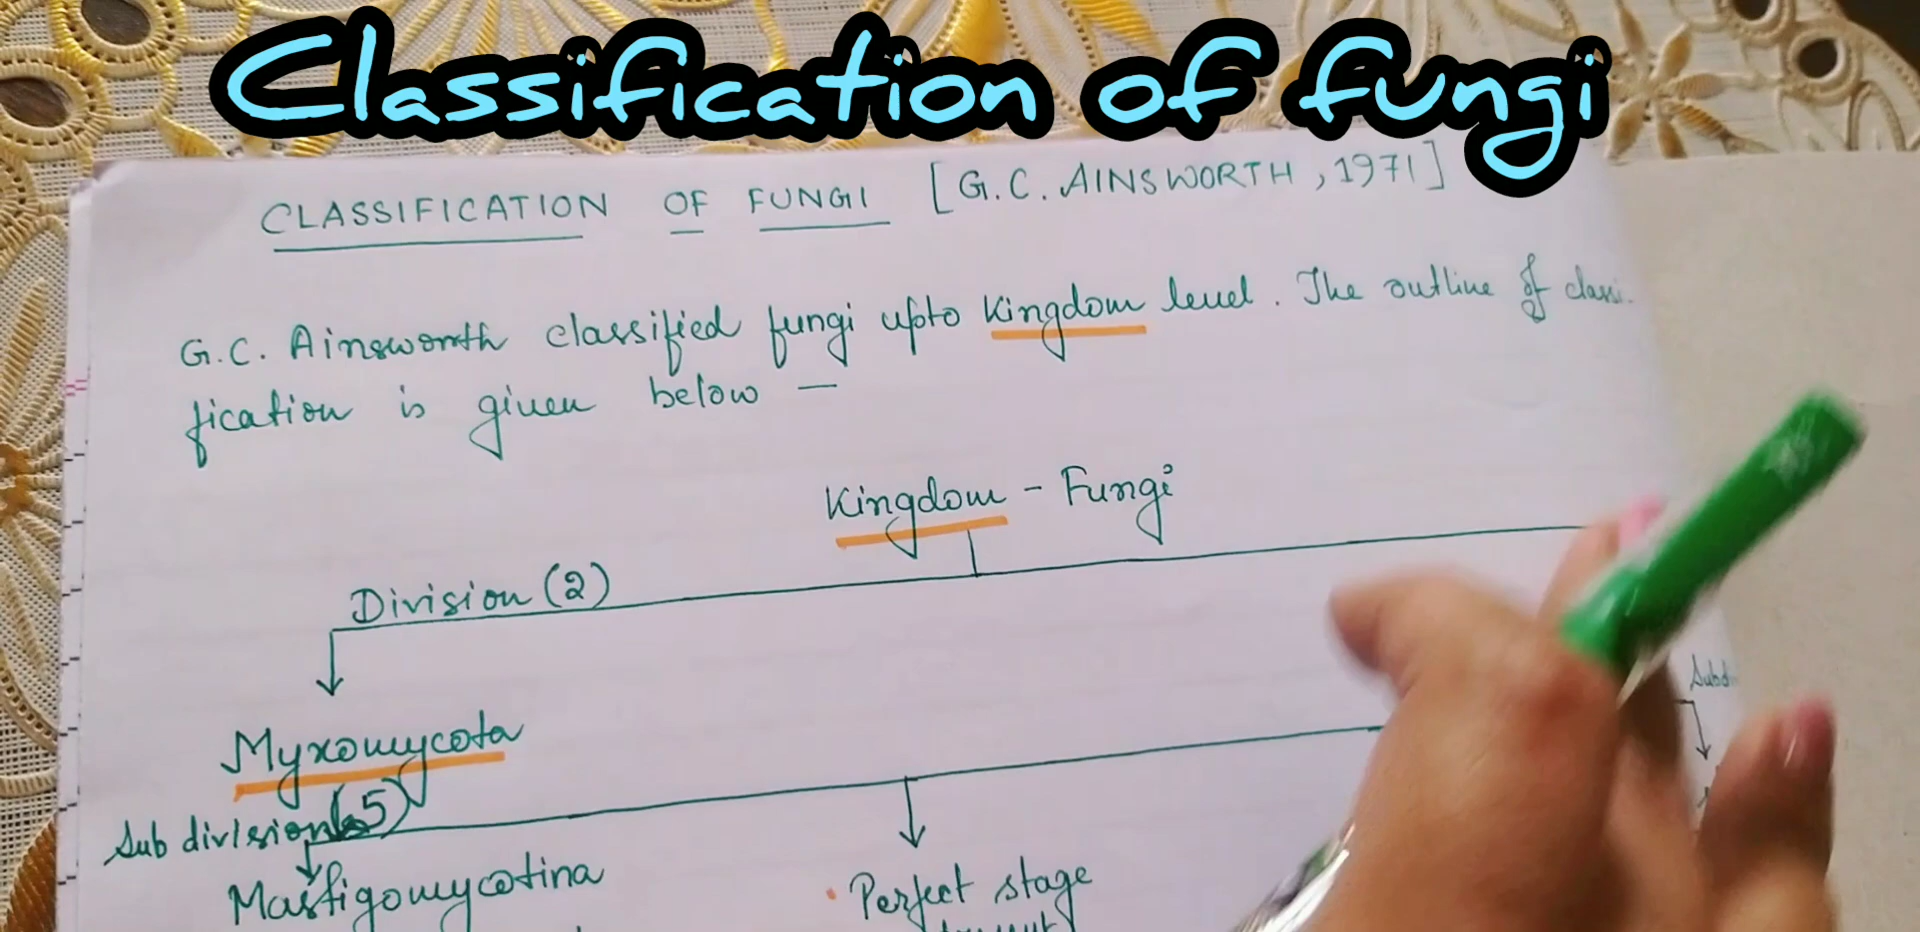 Classification of fungi
CLASSIFICATION OF FUNGI [G.C. AINSWORTH, 1971]
G.C. Ainsworth classified fungi upto Kingdom level. The outline of classi-
fication is given below —
Kingdom - Fungi
Division (2)
Myxomycota
Sub division (5)
Mastigomycotina
Perfect stage